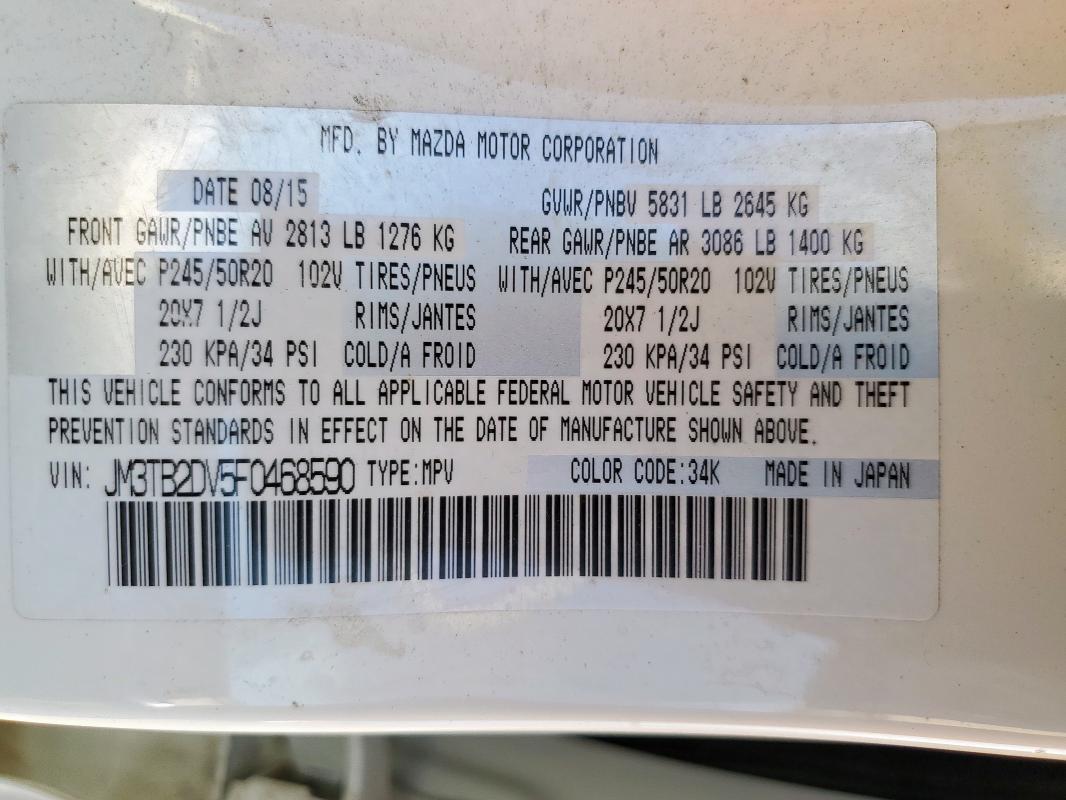 MFD. BY MAZDA MOTOR CORPORATION
DATE 08/15 GVWR/PNBV 5831 LB 2645 KG
FRONT GAWR/PNBE AV 2813 LB 1276 KG REAR GAWR/PNBE AR 3086 LB 1400 KG
WITH/AVEC P245/50R20 102V TIRES/PNEUS WITH/AVEC P245/50R20 102V TIRES/PNEUS
20X7 1/2J RIMS/JANTES 20X7 1/2J RIMS/JANTES
230 KPA/34 PSI COLD/A FROID 230 KPA/34 PSI COLD/A FROID
THIS VEHICLE CONFORMS TO ALL APPLICABLE FEDERAL MOTOR VEHICLE SAFETY AND THEFT
PREVENTION STANDARDS IN EFFECT ON THE DATE OF MANUFACTURE SHOWN ABOVE.
VIN: JM3TB2DV5F0468590 TYPE:MPV COLOR CODE:34K MADE IN JAPAN